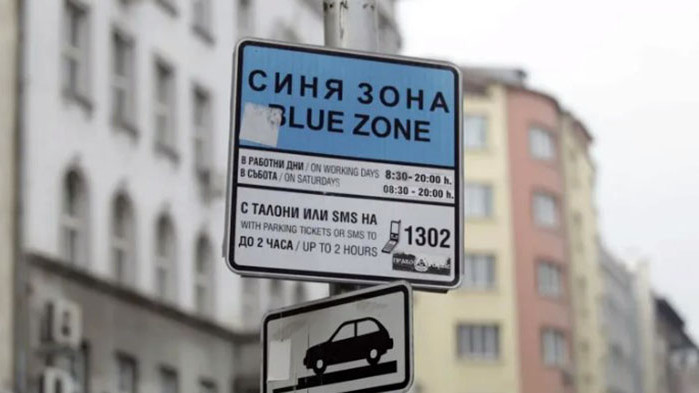 СИНЯ ЗОНА
BLUE ZONE
В РАБОТНИ ДНИ / ON WORKING DAYS 8:30-20:00 h.
В СЪБОТА / ON SATURDAYS 08:30-20:00 h.
С ТАЛОНИ ИЛИ SMS НА
WITH PARKING TICKETS OR SMS TO 1302
ДО 2 ЧАСА / UP TO 2 HOURS